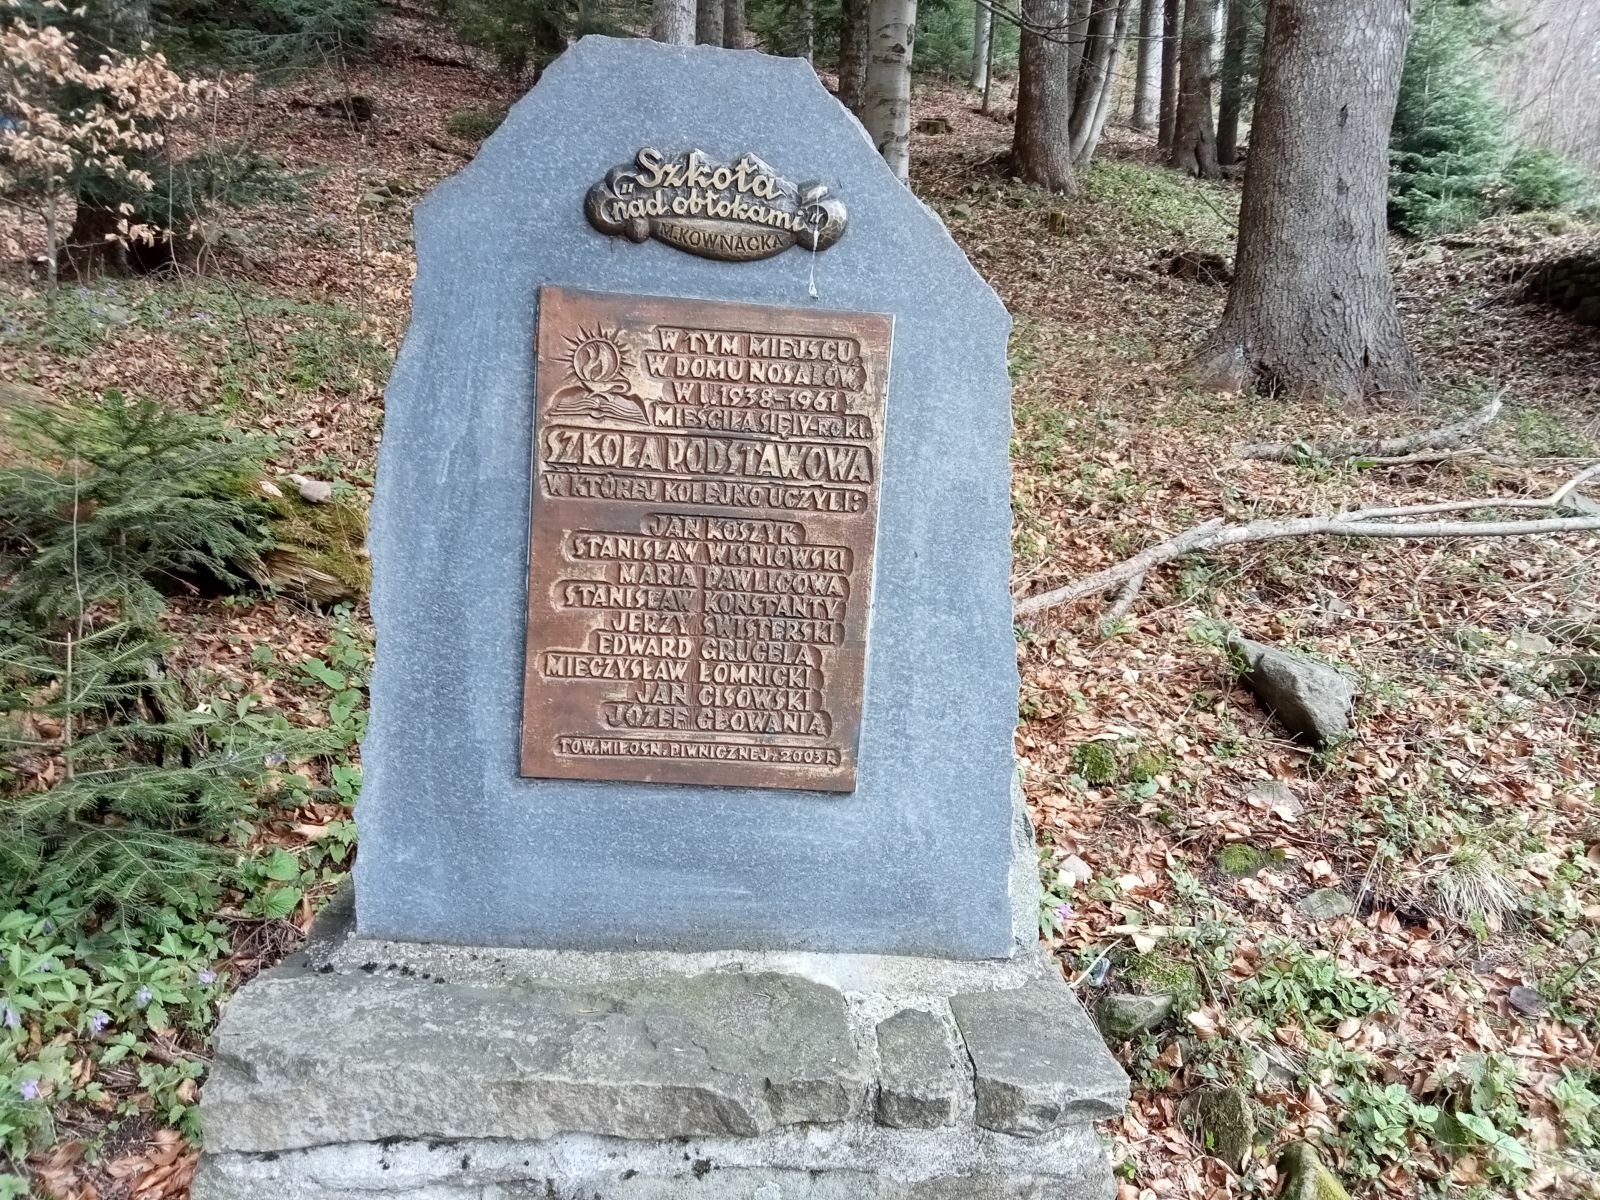 „Szkoła
nad obłokami”
M. KOWNACKA
W TYM MIEJSCU,
W DOMU NOSALÓW,
W L. 1938-1961
MIEŚCIŁA SIĘ IV-RO KL.
SZKOŁA PODSTAWOWA
W KTÓREJ KOLEJNO UCZYLI:
JAN KOSZYK
STANISŁAW WIŚNIOWSKI
MARIA PAWLICOWA
STANISŁAW KONSTANTY
JERZY ŚWISTERSKI
EDWARD GRUCELA
MIECZYSŁAW ŁOMNICKI
JAN CISOWSKI
JÓZEF GŁOWANIA
TOW. MIŁOŚN. PIWNICZNEJ. 2003 R.